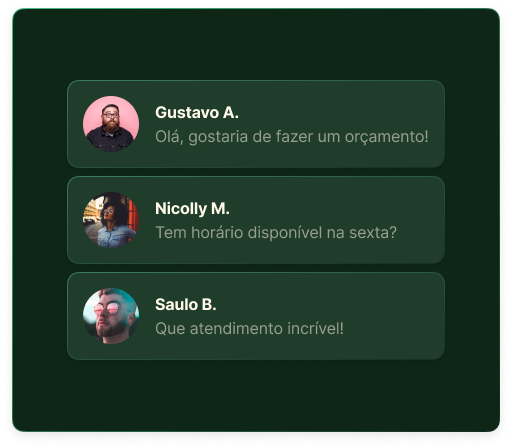 Gustavo A.
Olá, gostaria de fazer um orçamento!
Nicolly M.
Tem horário disponível na sexta?
Saulo B.
Que atendimento incrível!